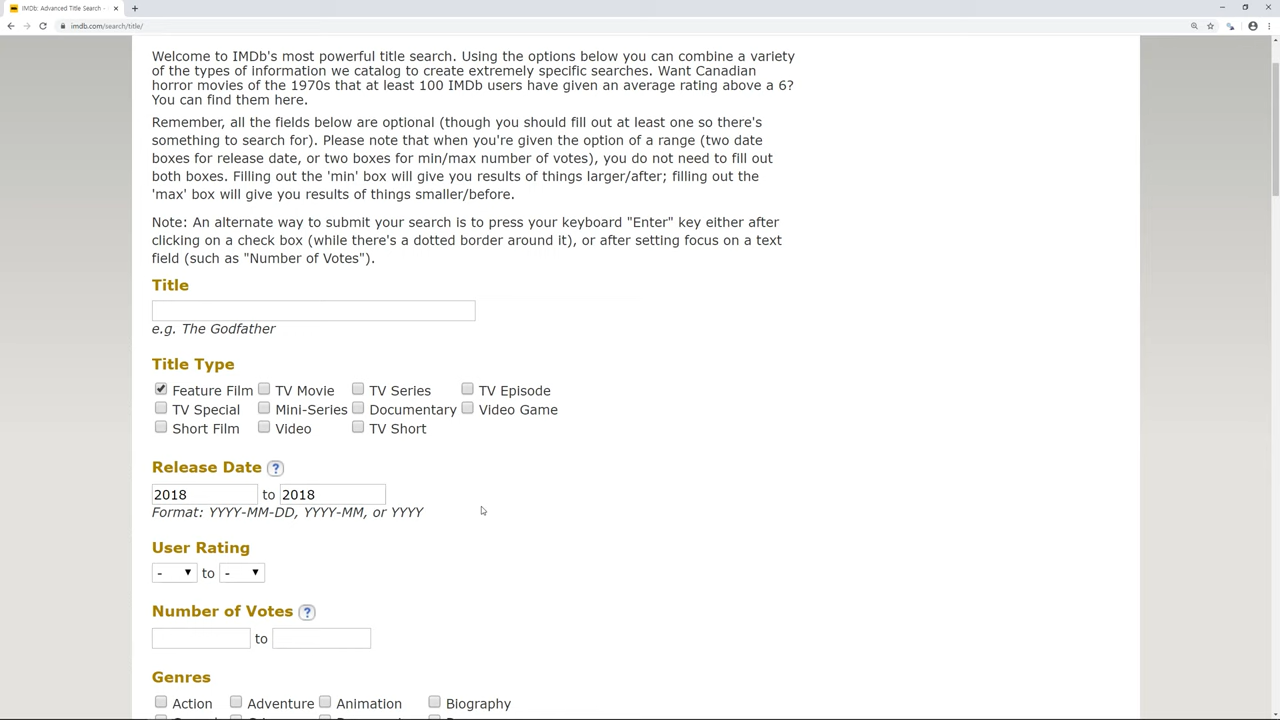 IMDb: Advanced Title Search -
imdb.com/search/title/
Welcome to IMDb's most powerful title search. Using the options below you can combine a variety
of the types of information we catalog to create extremely specific searches. Want Canadian
horror movies of the 1970s that at least 100 IMDb users have given an average rating above a 6?
You can find them here.
Remember, all the fields below are optional (though you should fill out at least one so there's
something to search for). Please note that when you're given the option of a range (two date
boxes for release date, or two boxes for min/max number of votes), you do not need to fill out
both boxes. Filling out the 'min' box will give you results of things larger/after; filling out the
'max' box will give you results of things smaller/before.
Note: An alternate way to submit your search is to press your keyboard "Enter" key either after
clicking on a check box (while there's a dotted border around it), or after setting focus on a text
field (such as "Number of Votes").
Title
e.g. The Godfather
Title Type
Feature Film TV Movie TV Series TV Episode
TV Special Mini-Series Documentary Video Game
Short Film Video TV Short
Release Date ?
2018 to 2018
Format: YYYY-MM-DD, YYYY-MM, or YYYY
User Rating
- to -
Number of Votes ?
to
Genres
Action Adventure Animation Biography